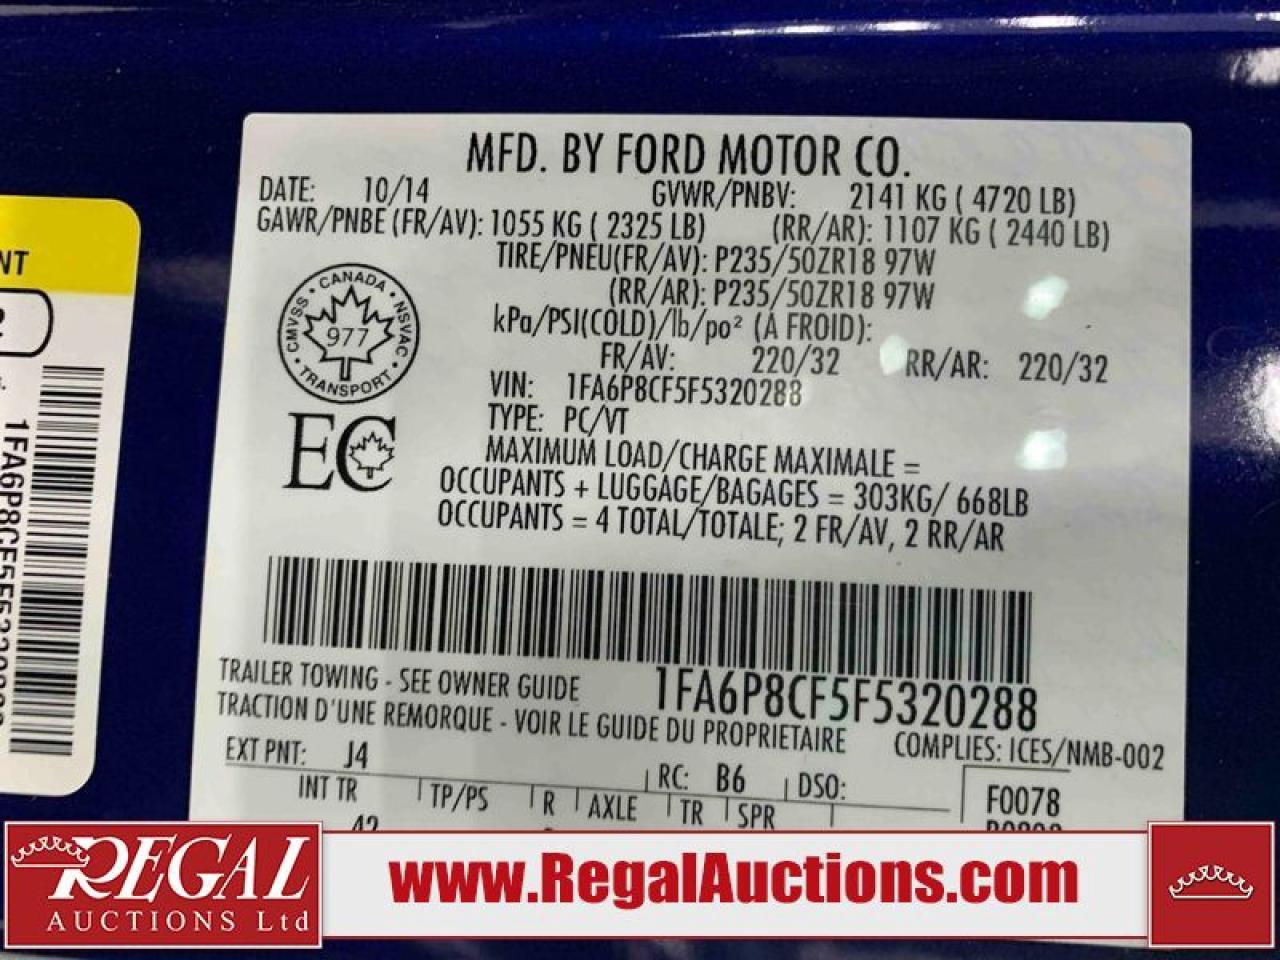 MFD. BY FORD MOTOR CO.
DATE: 10/14 GVWR/PNBV: 2141 KG ( 4720 LB)
GAWR/PNBE (FR/AV): 1055 KG ( 2325 LB) (RR/AR): 1107 KG ( 2440 LB)
TIRE/PNEU(FR/AV): P235/50ZR18 97W
(RR/AR): P235/50ZR18 97W
kPa/PSI(COLD)/lb/po² (A FROID):
FR/AV: 220/32 RR/AR: 220/32
CMVSS • CANADA • NSVAC • TRANSPORT •
977
VIN: 1FA6P8CF5F5320288
TYPE: PC/VT
EC
MAXIMUM LOAD/CHARGE MAXIMALE =
OCCUPANTS + LUGGAGE/BAGAGES = 303KG/ 668LB
OCCUPANTS = 4 TOTAL/TOTALE; 2 FR/AV, 2 RR/AR
TRAILER TOWING - SEE OWNER GUIDE 1FA6P8CF5F5320288
TRACTION D'UNE REMORQUE - VOIR LE GUIDE DU PROPRIETAIRE COMPLIES: ICES/NMB-002
EXT PNT: J4 RC: B6 DSO: F0078
INT TR TP/PS R AXLE TR SPR
42
NT
1FA6P8CF5F5320288
REGAL
AUCTIONS Ltd
www.RegalAuctions.com